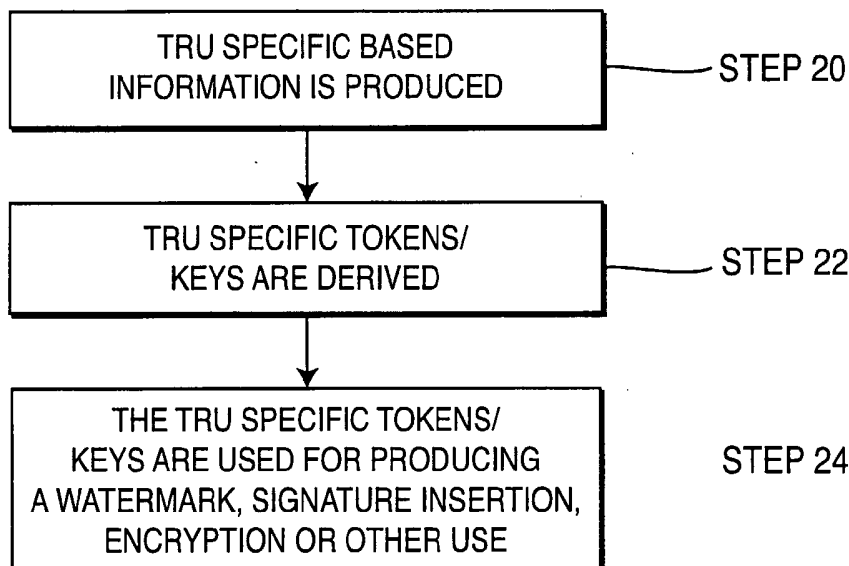 TRU SPECIFIC BASED
INFORMATION IS PRODUCED
STEP 20
TRU SPECIFIC TOKENS/
KEYS ARE DERIVED
STEP 22
THE TRU SPECIFIC TOKENS/
KEYS ARE USED FOR PRODUCING
A WATERMARK, SIGNATURE INSERTION,
ENCRYPTION OR OTHER USE
STEP 24